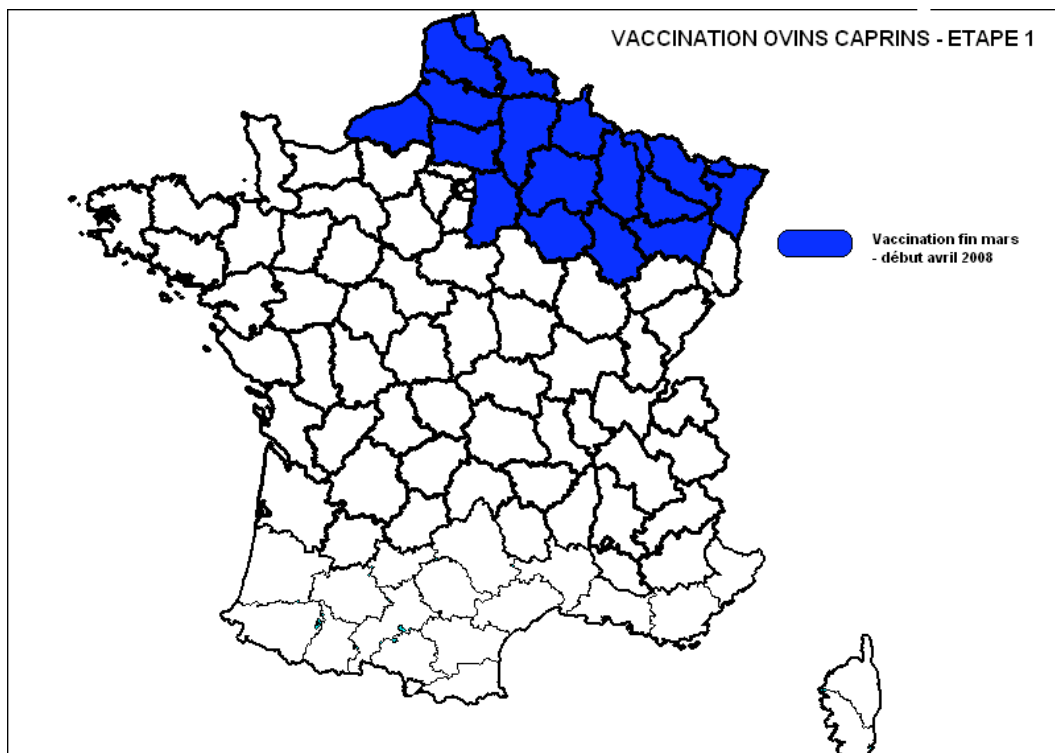 VACCINATION OVINS CAPRINS - ETAPE 1
Vaccination fin mars
- début avril 2008